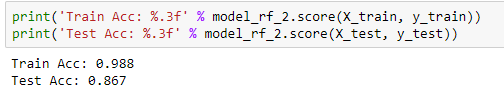 print('Train Acc: %.3f' % model_rf_2.score(X_train, y_train))
print('Test Acc: %.3f' % model_rf_2.score(X_test, y_test))
Train Acc: 0.988
Test Acc: 0.867